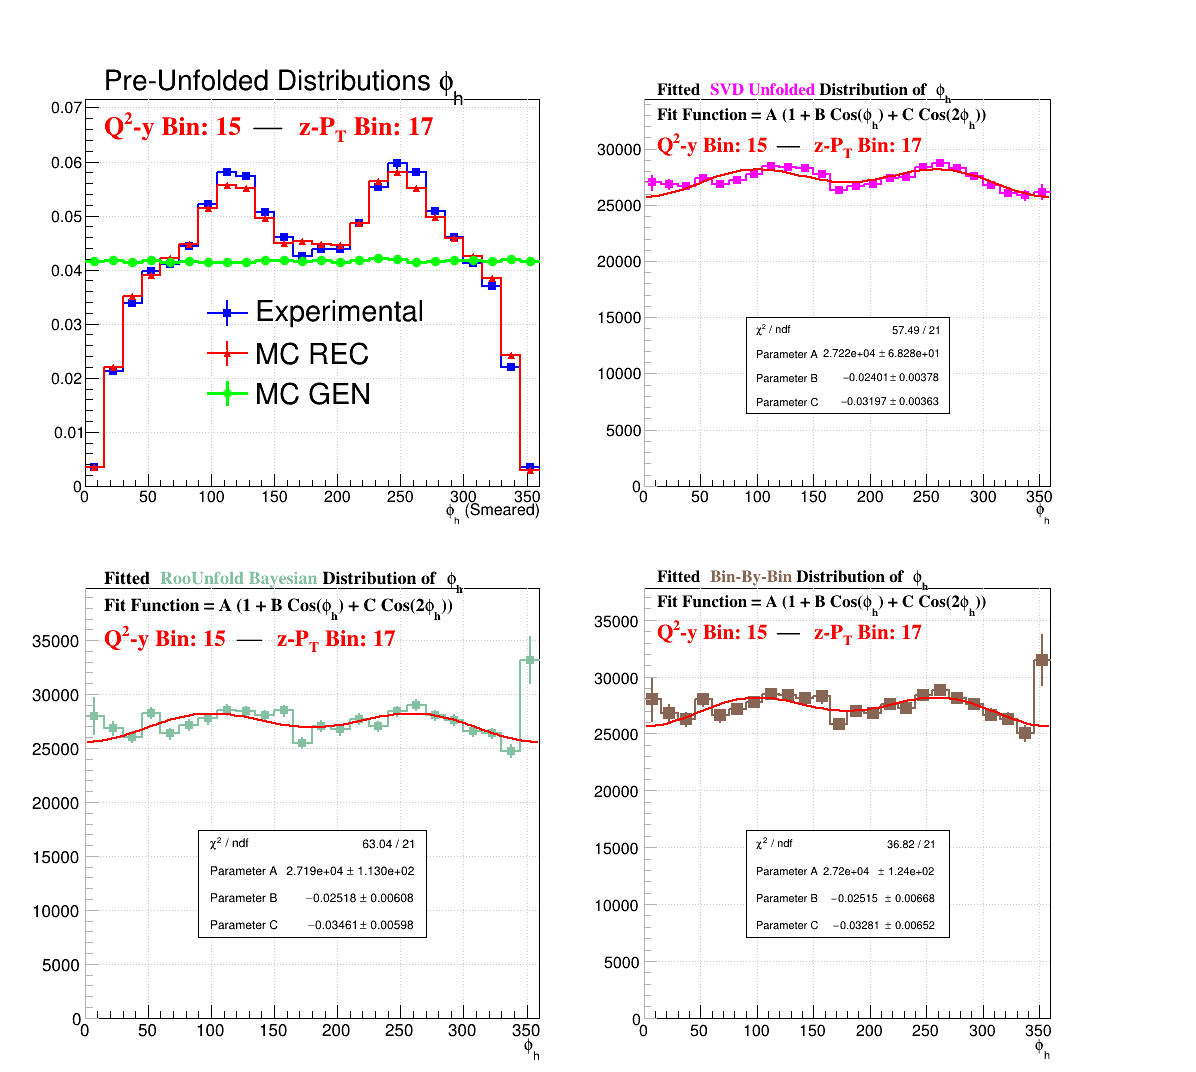 Pre-Unfolded Distributions ϕh
Q2-y Bin: 15 — z-PT Bin: 17
0.07
0.06
0.05
0.04
0.03
0.02
0.01
0
Experimental
MC REC
MC GEN
0 50 100 150 200 250 300 350
ϕh (Smeared)
Fitted SVD Unfolded Distribution of ϕh
Fit Function = A (1 + B Cos(ϕh) + C Cos(2ϕh))
Q2-y Bin: 15 — z-PT Bin: 17
30000
25000
20000
15000
10000
5000
0
χ2 / ndf 57.49 / 21
Parameter A 2.722e+04 ± 6.828e+01
Parameter B −0.02401 ± 0.00378
Parameter C −0.03197 ± 0.00363
0 50 100 150 200 250 300 350
ϕh
Fitted RooUnfold Bayesian Distribution of ϕh
Fit Function = A (1 + B Cos(ϕh) + C Cos(2ϕh))
Q2-y Bin: 15 — z-PT Bin: 17
35000
30000
25000
20000
15000
10000
5000
0
χ2 / ndf 63.04 / 21
Parameter A 2.719e+04 ± 1.130e+02
Parameter B −0.02518 ± 0.00608
Parameter C −0.03461 ± 0.00598
0 50 100 150 200 250 300 350
ϕh
Fitted Bin-By-Bin Distribution of ϕh
Fit Function = A (1 + B Cos(ϕh) + C Cos(2ϕh))
Q2-y Bin: 15 — z-PT Bin: 17
35000
30000
25000
20000
15000
10000
5000
0
χ2 / ndf 36.82 / 21
Parameter A 2.72e+04 ± 1.24e+02
Parameter B −0.02515 ± 0.00668
Parameter C −0.03281 ± 0.00652
0 50 100 150 200 250 300 350
ϕh